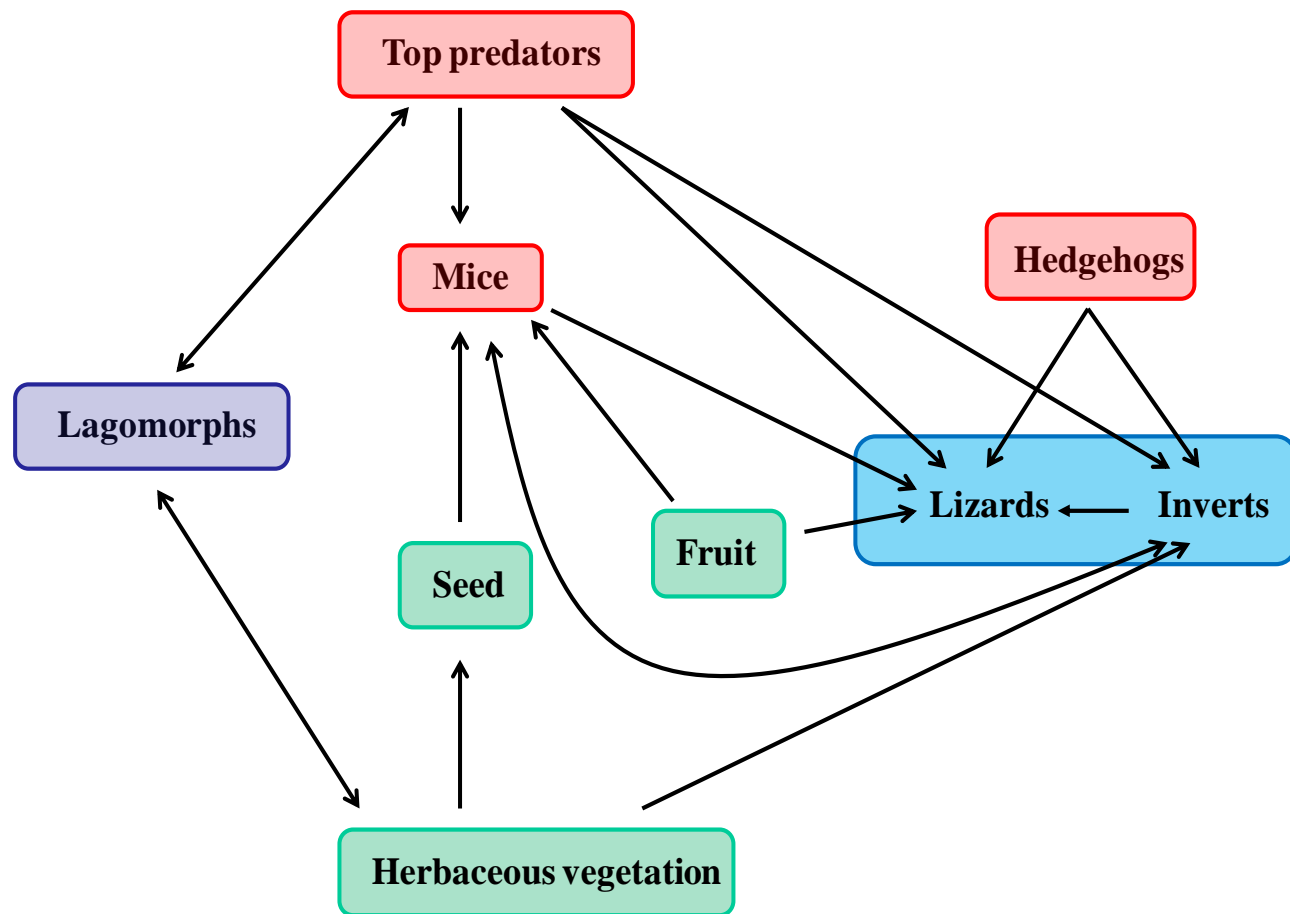 Top predators
Mice
Hedgehogs
Lagomorphs
Lizards
Inverts
Fruit
Seed
Herbaceous vegetation